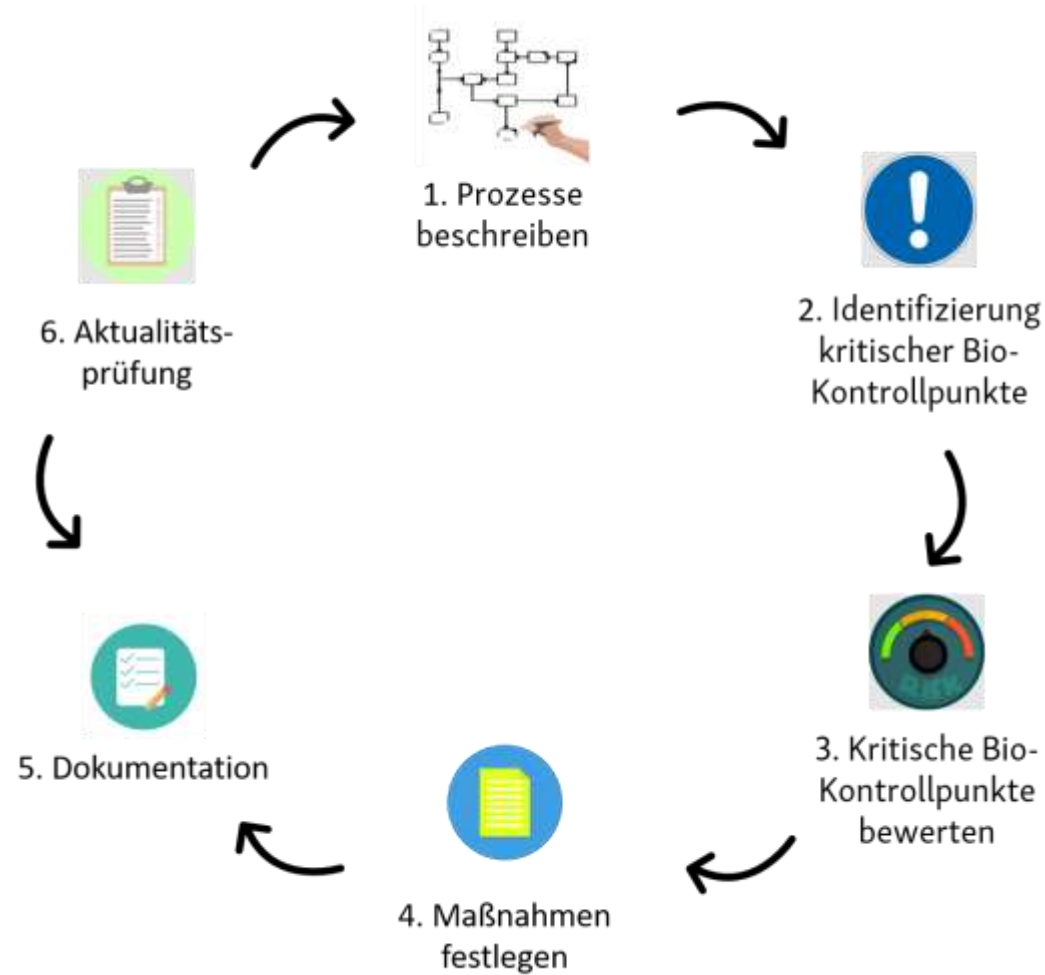 1. Prozesse
beschreiben
2. Identifizierung
kritischer Bio-
Kontrollpunkte
3. Kritische Bio-
Kontrollpunkte
bewerten
4. Maßnahmen
festlegen
5. Dokumentation
6. Aktualitäts-
prüfung